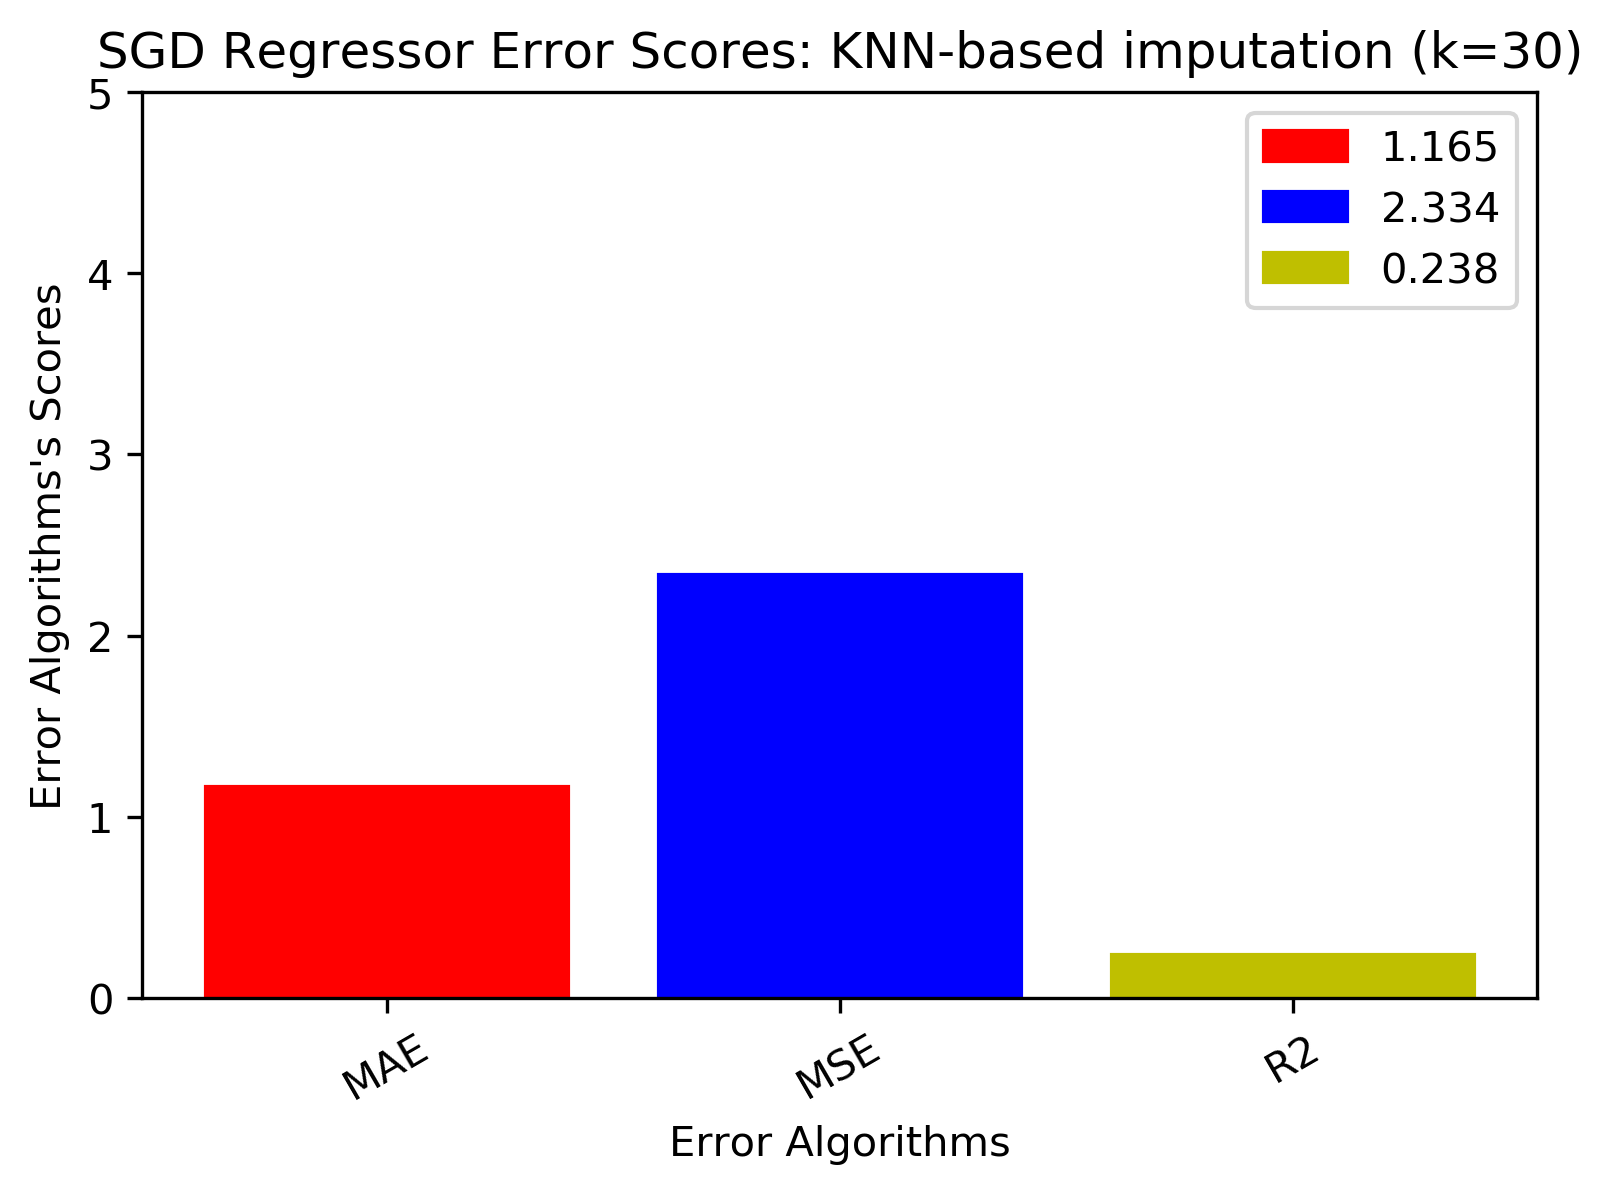 SGD Regressor Error Scores: KNN-based imputation (k=30)
1.165
2.334
0.238
5
4
3
2
1
0
Error Algorithms's Scores
MAE
MSE
R2
Error Algorithms